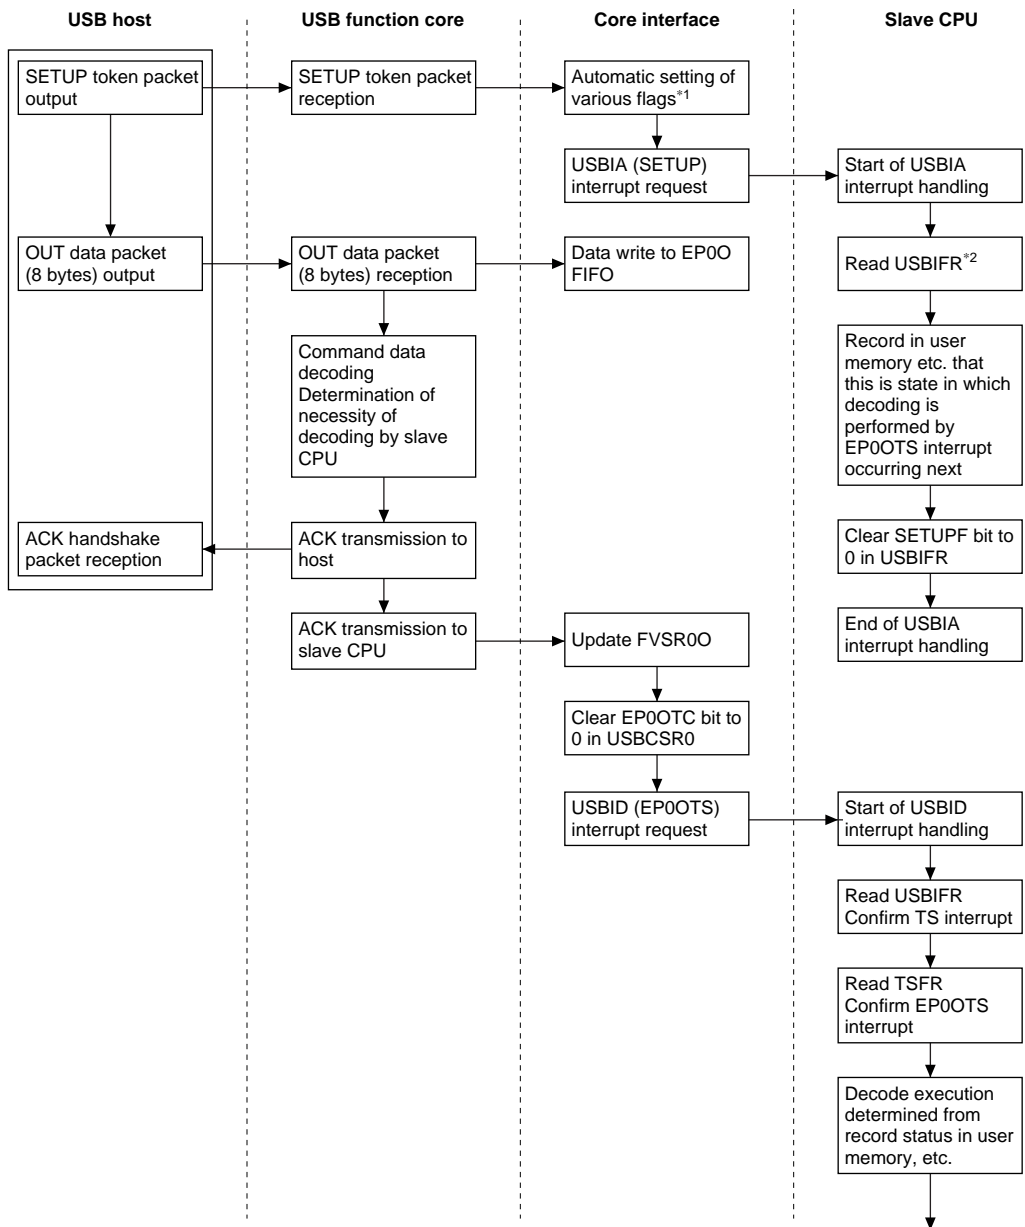 USB host
USB function core
Core interface
Slave CPU
SETUP token packet
output
SETUP token packet
reception
Automatic setting of
various flags*1
USBIA (SETUP)
interrupt request
Start of USBIA
interrupt handling
OUT data packet
(8 bytes) output
OUT data packet
(8 bytes) reception
Data write to EP0O
FIFO
Read USBIFR*2
Command data
decoding
Determination of
necessity of
decoding by slave
CPU
Record in user
memory etc. that
this is state in which
decoding is
performed by
EP0OTS interrupt
occurring next
ACK handshake
packet reception
ACK transmission to
host
Clear SETUPF bit to
0 in USBIFR
ACK transmission to
slave CPU
Update FVSR0O
End of USBIA
interrupt handling
Clear EP0OTC bit to
0 in USBCSR0
USBID (EP0OTS)
interrupt request
Start of USBID
interrupt handling
Read USBIFR
Confirm TS interrupt
Read TSFR
Confirm EP0OTS
interrupt
Decode execution
determined from
record status in user
memory, etc.